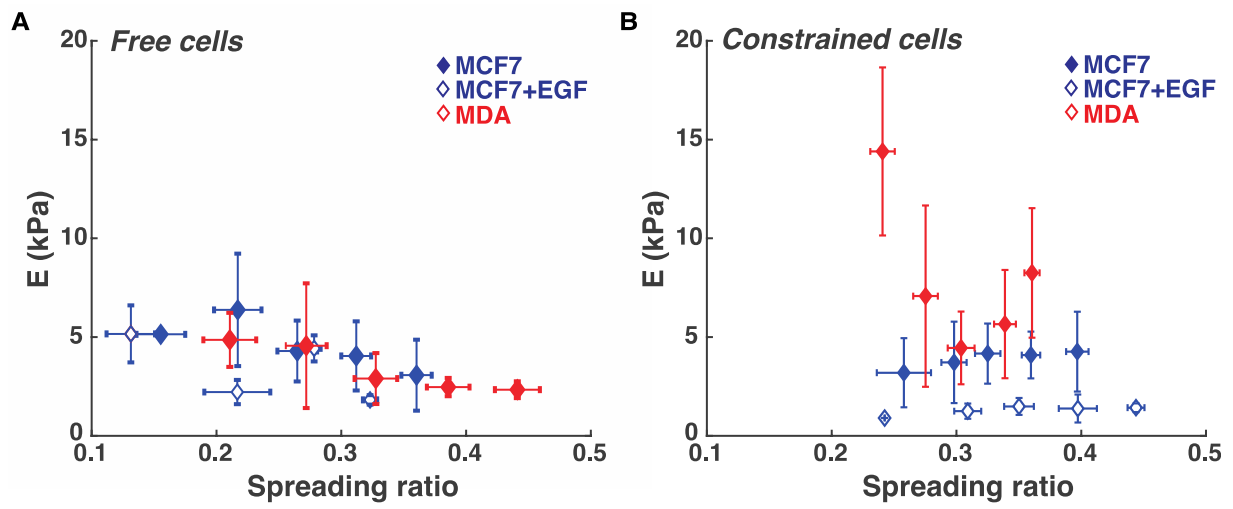 A
Free cells
MCF7
MCF7+EGF
MDA
20
15
10
5
0
E (kPa)
0.1
0.2
0.3
0.4
0.5
Spreading ratio
B
Constrained cells
MCF7
MCF7+EGF
MDA
20
15
10
5
0
E (kPa)
0.1
0.2
0.3
0.4
0.5
Spreading ratio